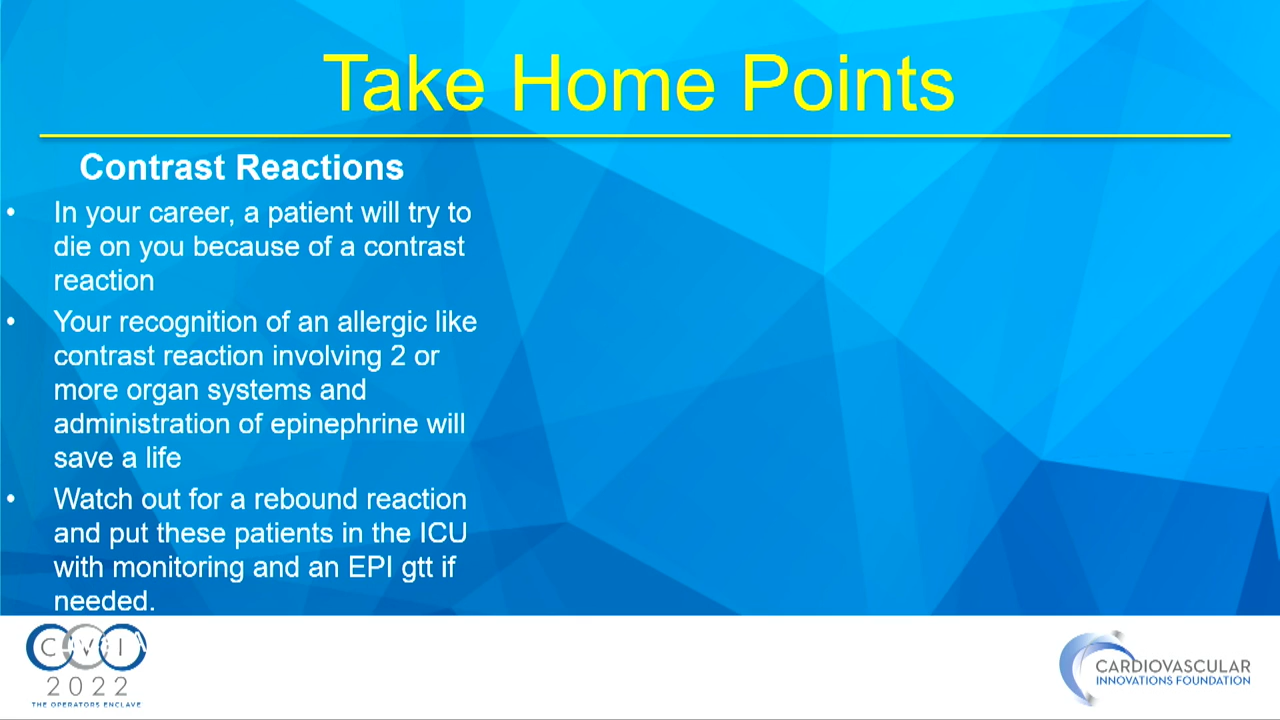 Take Home Points
Contrast Reactions
• In your career, a patient will try to
die on you because of a contrast
reaction
• Your recognition of an allergic like
contrast reaction involving 2 or
more organ systems and
administration of epinephrine will
save a life
• Watch out for a rebound reaction
and put these patients in the ICU
with monitoring and an EPI gtt if
needed.
CVI
2022
THE OPERATORS ENCLAVE
CARDIOVASCULAR
INNOVATIONS FOUNDATION